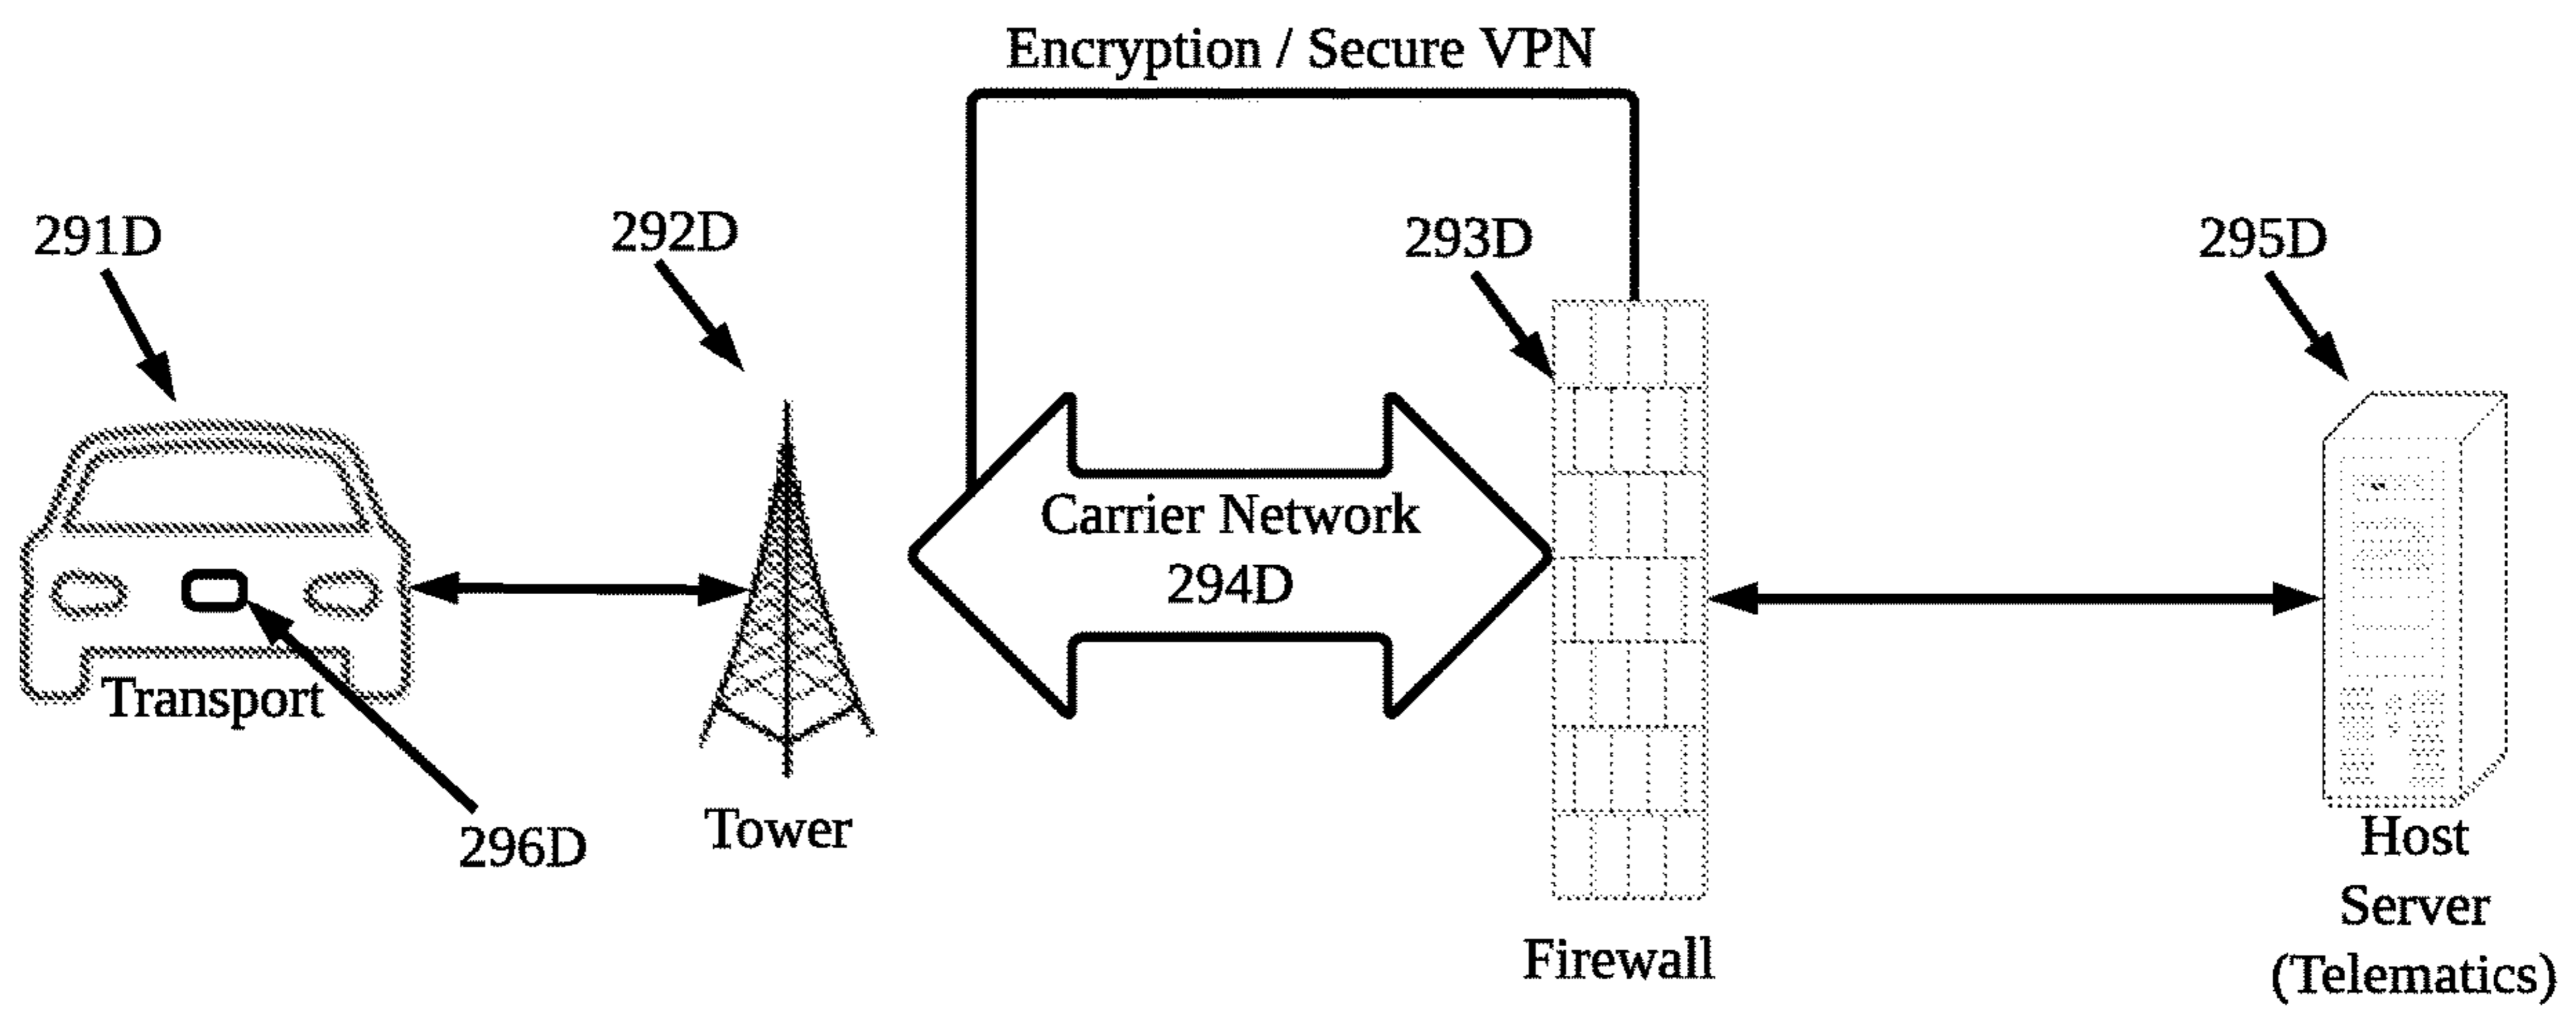 Encryption / Secure VPN
291D
292D
293D
295D
Carrier Network
294D
Transport
296D
Tower
Firewall
Host
Server
(Telematics)